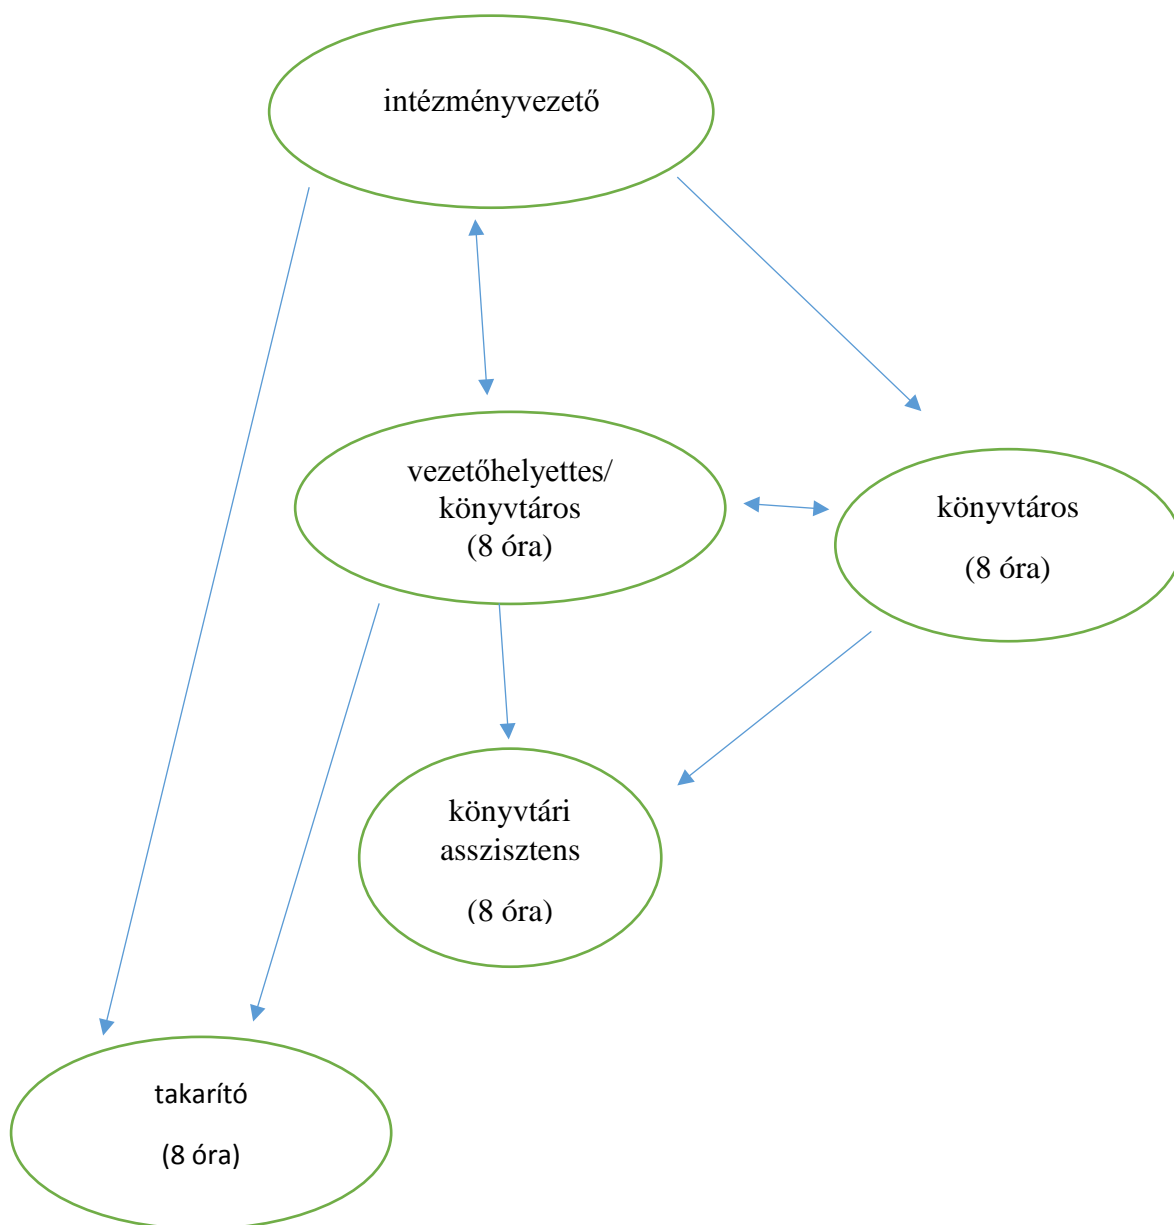 intézményvezető
vezetőhelyettes/
könyvtáros
(8 óra)
könyvtáros
(8 óra)
könyvtári
asszisztens
(8 óra)
takarító
(8 óra)